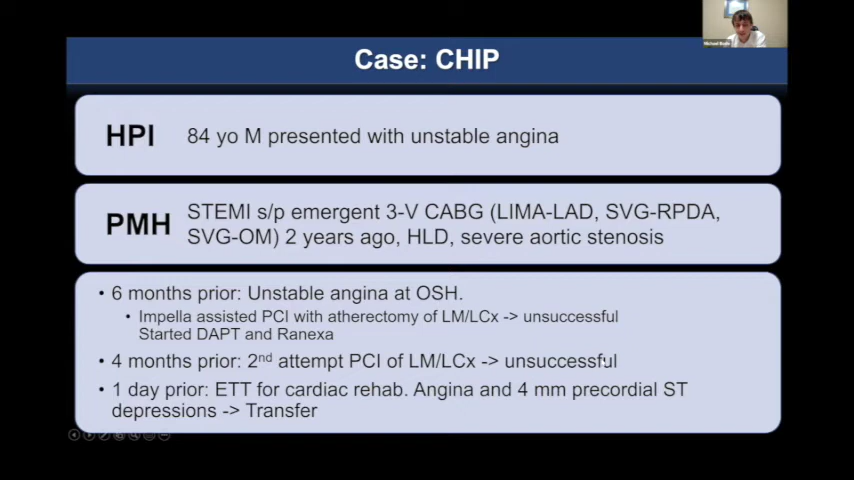 Case: CHIP
HPI
84 yo M presented with unstable angina
PMH
STEMI s/p emergent 3-V CABG (LIMA-LAD, SVG-RPDA,
SVG-OM) 2 years ago, HLD, severe aortic stenosis
• 6 months prior: Unstable angina at OSH.
• Impella assisted PCI with atherectomy of LM/LCx -> unsuccessful
Started DAPT and Ranexa
• 4 months prior: 2nd attempt PCI of LM/LCx -> unsuccessful
• 1 day prior: ETT for cardiac rehab. Angina and 4 mm precordial ST
depressions -> Transfer
Michael